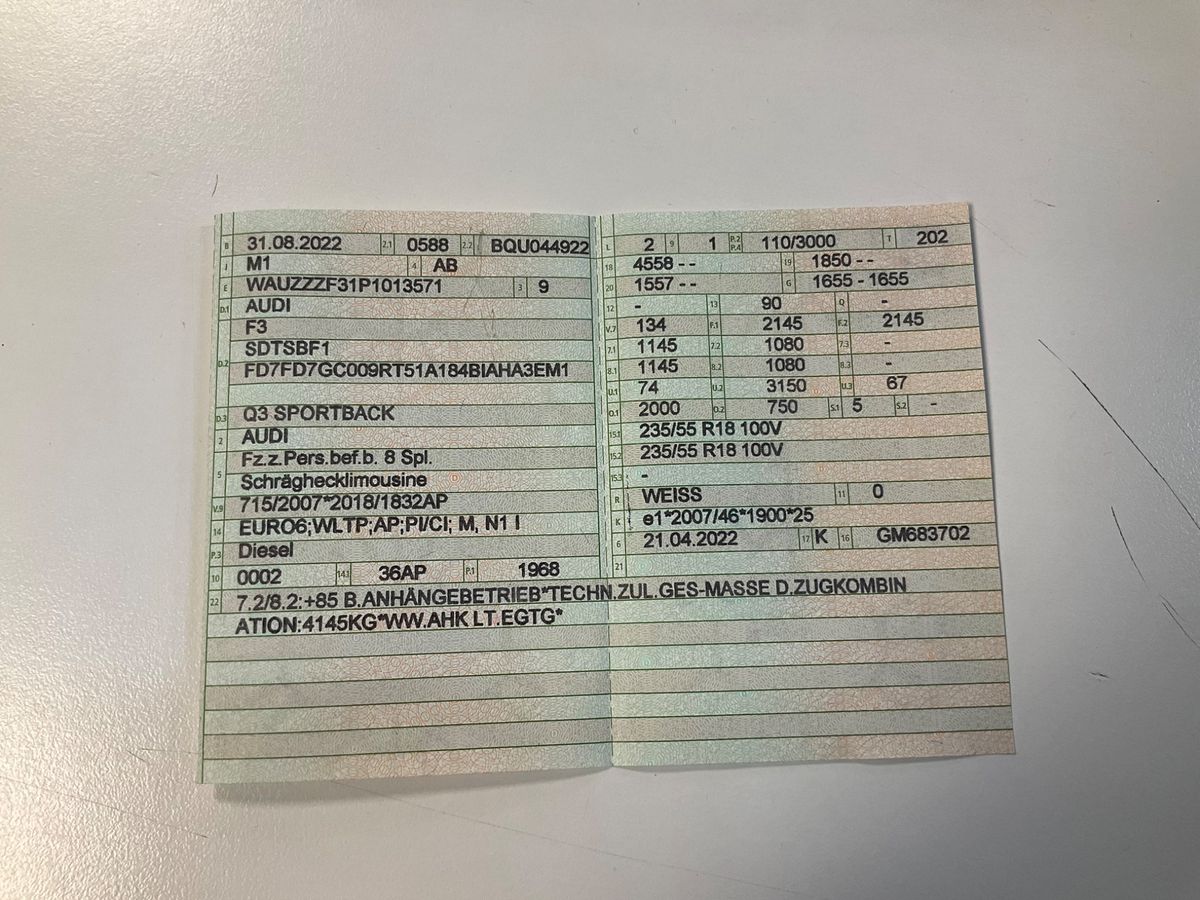 B 31.08.2022 2.1 0588 2.2 BQU044922
J M1 4 AB
E WAUZZZF31P1013571 3 9
D.1 AUDI
F3
D.2 SDTSBF1
FD7FD7GC009RT51A184BIAHA3EM1
D.3 Q3 SPORTBACK
2 AUDI
5 Fz.z.Pers.bef.b. 8 Spl.
Schräghecklimousine
V.9 715/2007*2018/1832AP
14 EURO6;WLTP;AP;PI/CI; M, N1 I
P.3 Diesel
10 0002 14.1 36AP P.1 1968
L 2 9 1 P.2 P.4 110/3000 T 202
18 4558 - - 19 1850 - -
20 1557 - - G 1655 - 1655
12 - 13 90 Q -
V.7 134 F.1 2145 F.2 2145
7.1 1145 7.2 1080 7.3 -
8.1 1145 8.2 1080 8.3 -
U.1 74 U.2 3150 U.3 67
O.1 2000 O.2 750 S.1 5 S.2 -
15.1 235/55 R18 100V
15.2 235/55 R18 100V
15.3 -
R WEISS 11 0
K e1*2007/46*1900*25
6 21.04.2022 17 K 16 GM683702
21
22 7.2/8.2:+85 B.ANHÄNGEBETRIEB*TECHN.ZUL.GES-MASSE D.ZUGKOMBIN
ATION:4145KG*WW.AHK LT.EGTG*